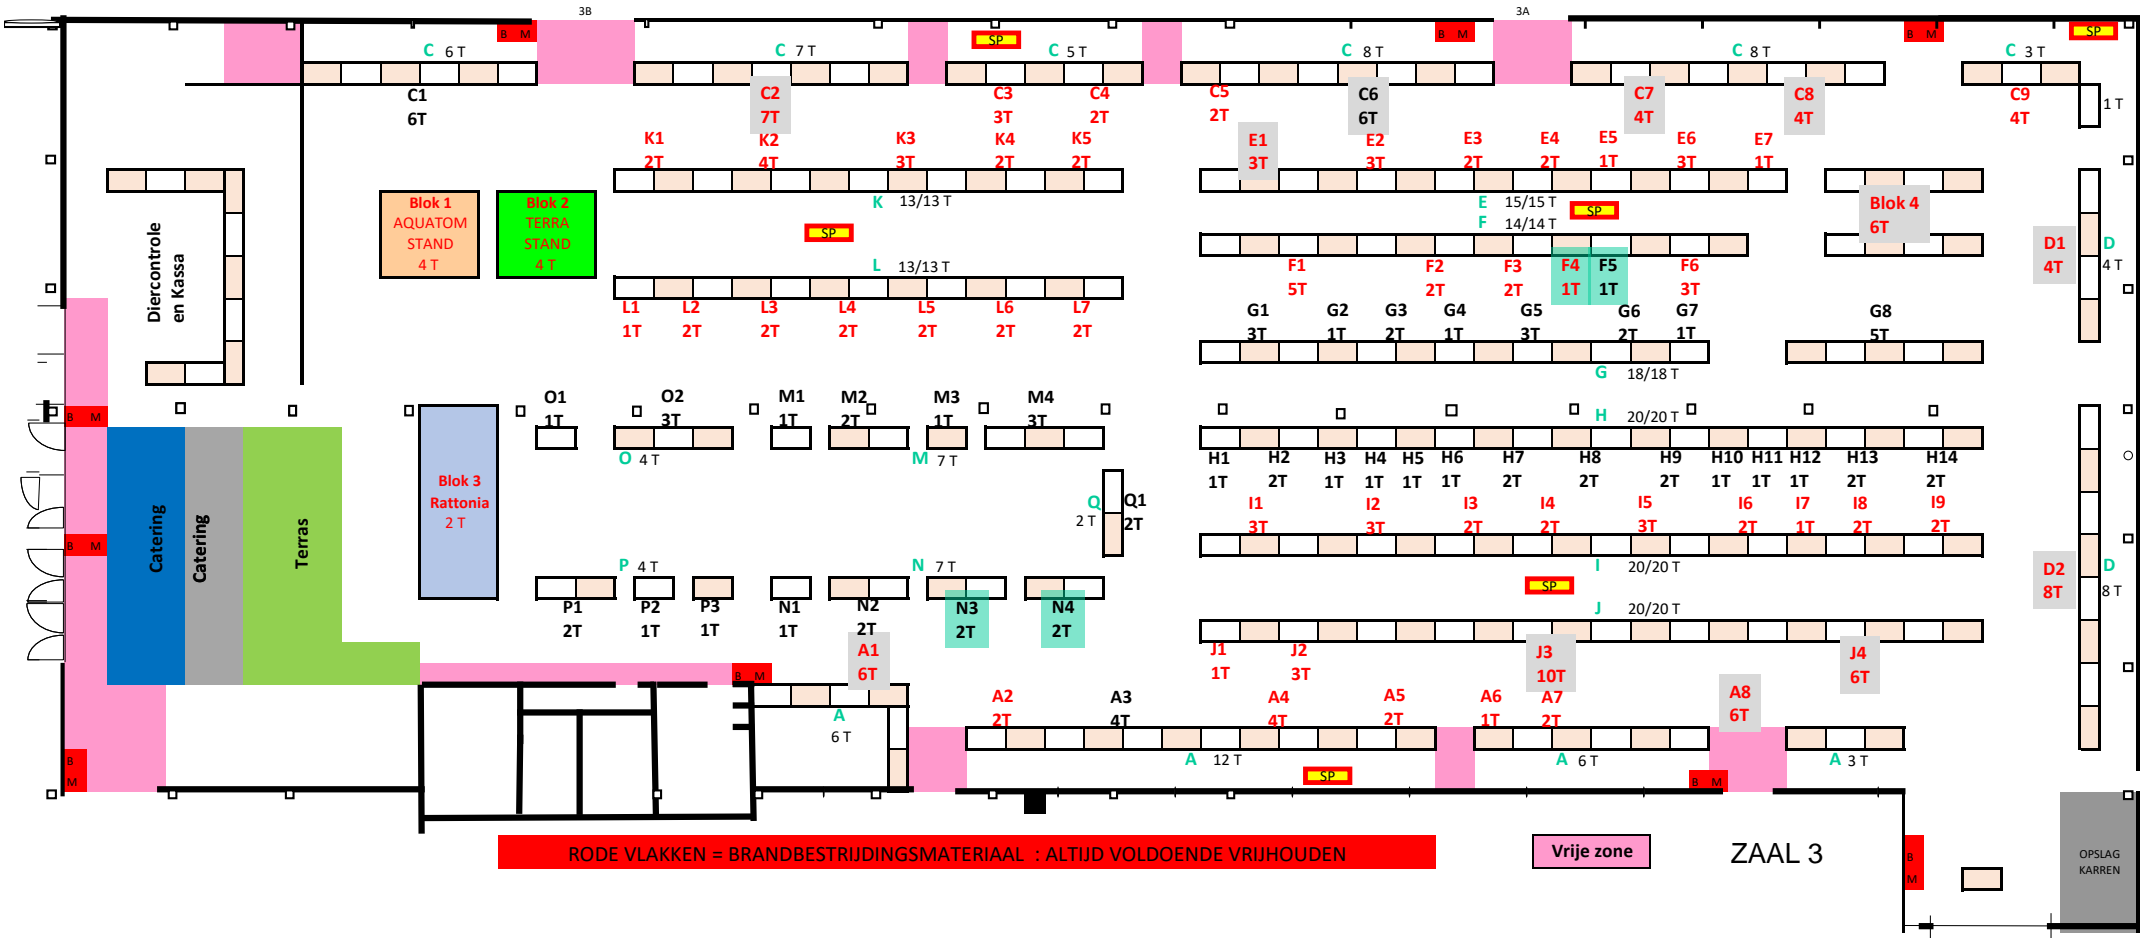 3B
3A
B M
SP
B M
B M
SP
C 6 T
C 7 T
C 5 T
C 8 T
C 8 T
C 3 T
C1
6T
C2
7T
C3
3T
C4
2T
C5
2T
C6
6T
C7
4T
C8
4T
C9
4T
1 T
K1
2T
K2
4T
K3
3T
K4
2T
K5
2T
E1
3T
E2
3T
E3
2T
E4
2T
E5
1T
E6
3T
E7
1T
Diercontrole
en Kassa
Blok 1
AQUATOM
STAND
4 T
Blok 2
TERRA
STAND
4 T
K 13/13 T
SP
L 13/13 T
E 15/15 T
SP
F 14/14 T
Blok 4
6T
D1
4T
D
4 T
L1
1T
L2
2T
L3
2T
L4
2T
L5
2T
L6
2T
L7
2T
F1
5T
F2
2T
F3
2T
F4
1T
F5
1T
F6
3T
G1
3T
G2
1T
G3
2T
G4
1T
G5
3T
G6
2T
G7
1T
G8
5T
G 18/18 T
B M
O1
1T
O2
3T
M1
1T
M2
2T
M3
1T
M4
3T
H 20/20 T
O 4 T
M 7 T
H1
1T
H2
2T
H3
1T
H4
1T
H5
1T
H6
1T
H7
2T
H8
2T
H9
2T
H10
1T
H11
1T
H12
1T
H13
2T
H14
2T
Catering
Catering
Terras
Blok 3
Rattonia
2 T
Q
2 T
Q1
2T
I1
3T
I2
3T
I3
2T
I4
2T
I5
3T
I6
2T
I7
1T
I8
2T
I9
2T
B M
P 4 T
N 7 T
I 20/20 T
SP
J 20/20 T
D2
8T
D
8 T
P1
2T
P2
1T
P3
1T
N1
1T
N2
2T
N3
2T
N4
2T
A1
6T
J1
1T
J2
3T
J3
10T
J4
6T
B M
A2
2T
A3
4T
A4
4T
A5
2T
A6
1T
A7
2T
A8
6T
A
6 T
A 12 T
A 6 T
A 3 T
B
M
SP
B M
RODE VLAKKEN = BRANDBESTRIJDINGSMATERIAAL : ALTIJD VOLDOENDE VRIJHOUDEN
Vrije zone
ZAAL 3
B
M
OPSLAG
KARREN